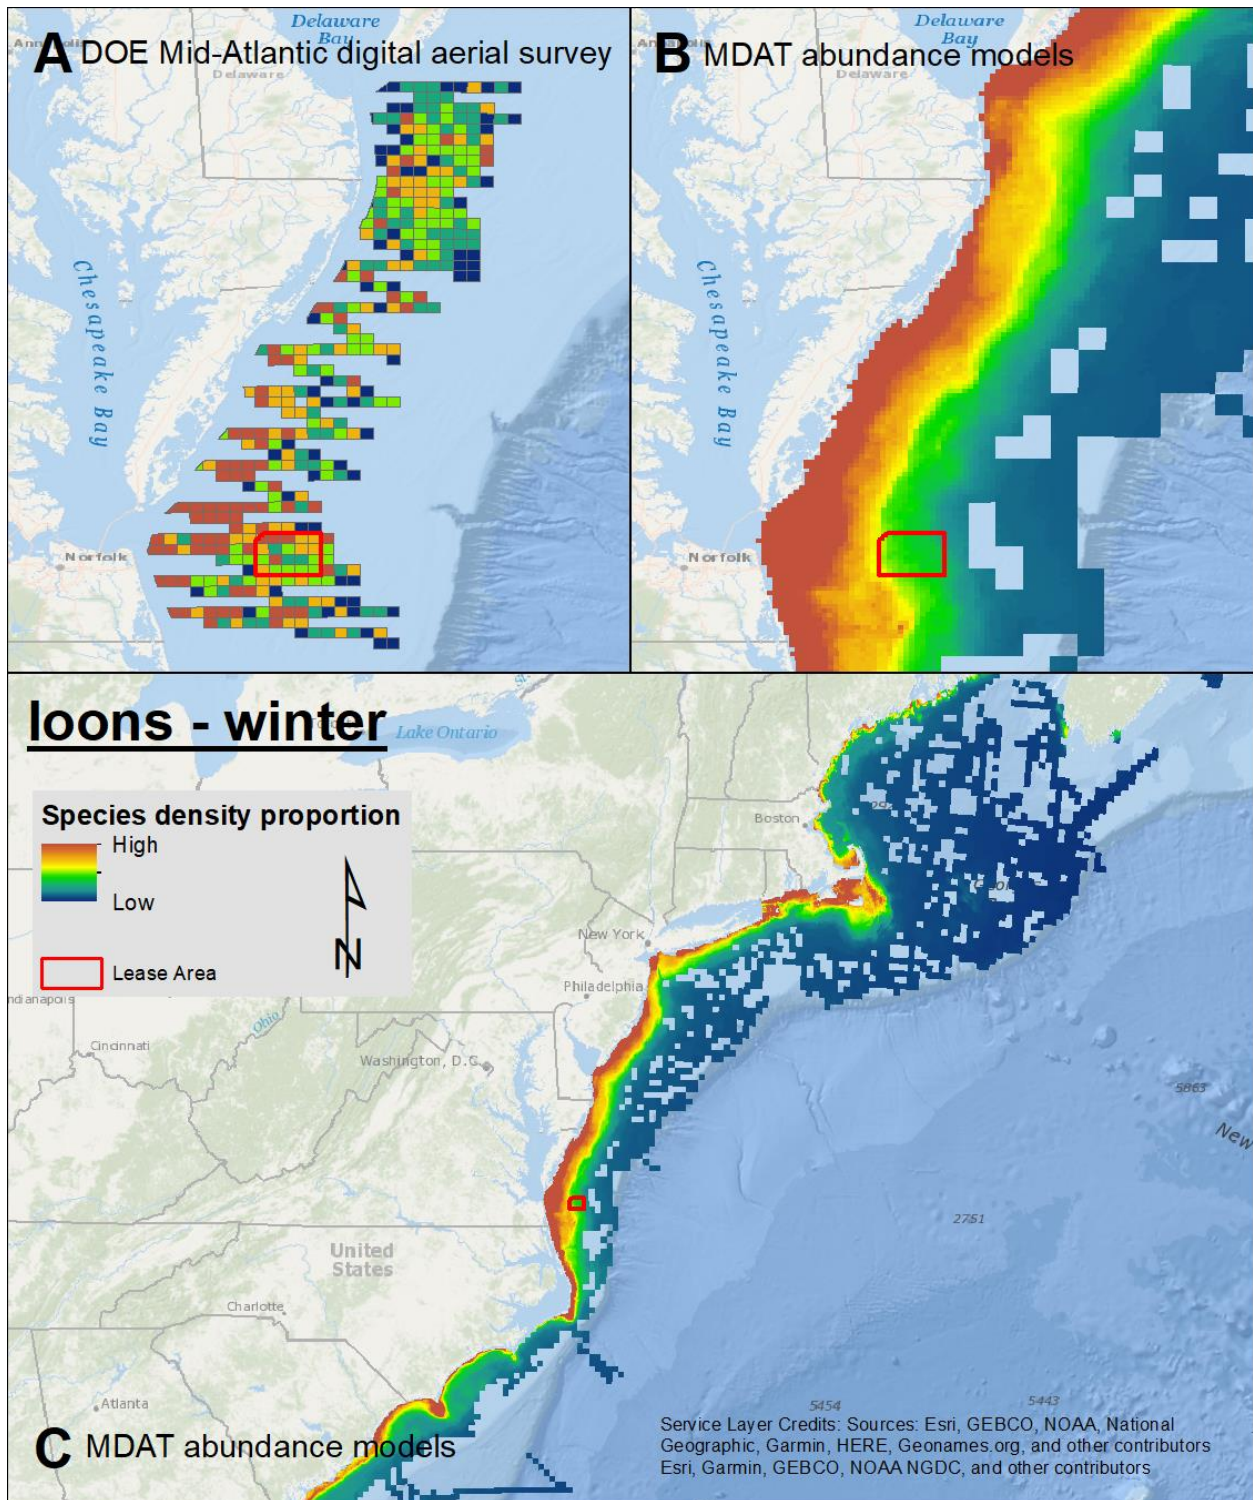 A DOE Mid-Atlantic digital aerial survey
Delaware
Bay
Delaware
Chesapeake Bay
Norfolk
B MDAT abundance models
Delaware
Bay
Delaware
Chesapeake Bay
Norfolk
loons - winter
Lake Ontario
Species density proportion
High
Low
N
Lease Area
Boston
New York
Philadelphia
Indianapolis
Ohio
Cincinnati
Washington, D.C.
5863
New
2751
United
States
Charlotte
Atlanta
5454
5443
C MDAT abundance models
Service Layer Credits: Sources: Esri, GEBCO, NOAA, National
Geographic, Garmin, HERE, Geonames.org, and other contributors
Esri, Garmin, GEBCO, NOAA NGDC, and other contributors